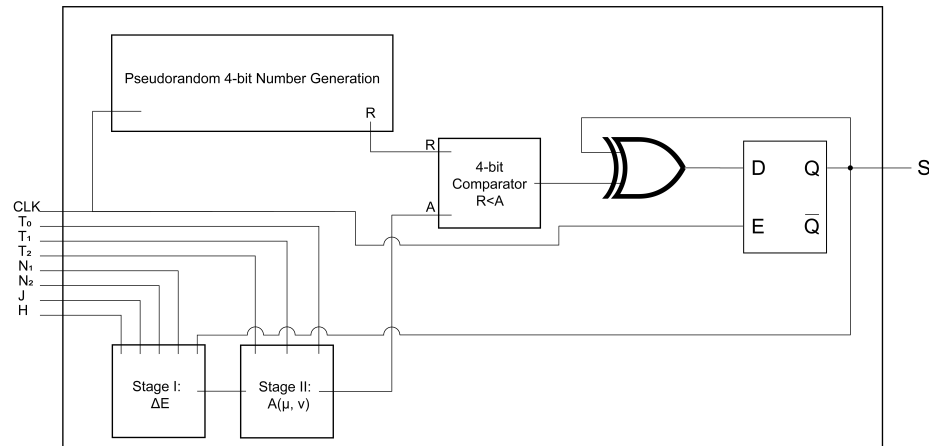 Pseudorandom 4-bit Number Generation
R
R
4-bit
Comparator
R<A
A
D
Q
S
E
Q̅
CLK
T₀
T₁
T₂
N₁
N₂
J
H
Stage I:
ΔE
Stage II:
A(μ, ν)